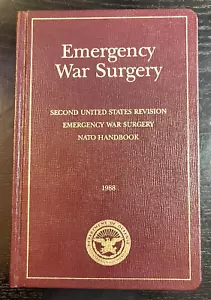 Emergency
War Surgery
SECOND UNITED STATES REVISION
EMERGENCY WAR SURGERY
NATO HANDBOOK
1988